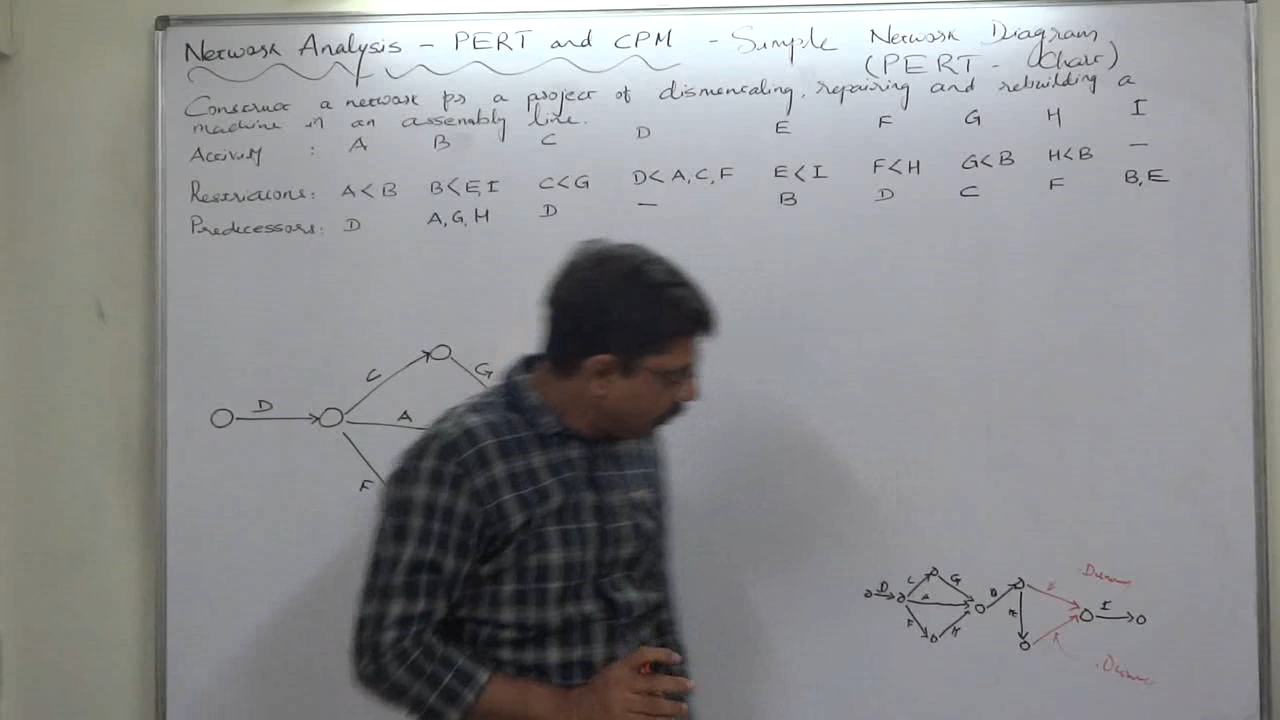 Network Analysis - PERT and CPM - Simple Network Diagram
(PERT - Chart)
Construct a network for a project of dismentaling, repairing and rebuilding a
machine in an assembly line.
Activity : A B C D E F G H I
Restrictions: A<B B<E,I C<G D<A,C,F E<I F<H G<B H<B —
Predecessors: D A,G,H D — B D C F B,E
D C G A F
D C G A F H B E I